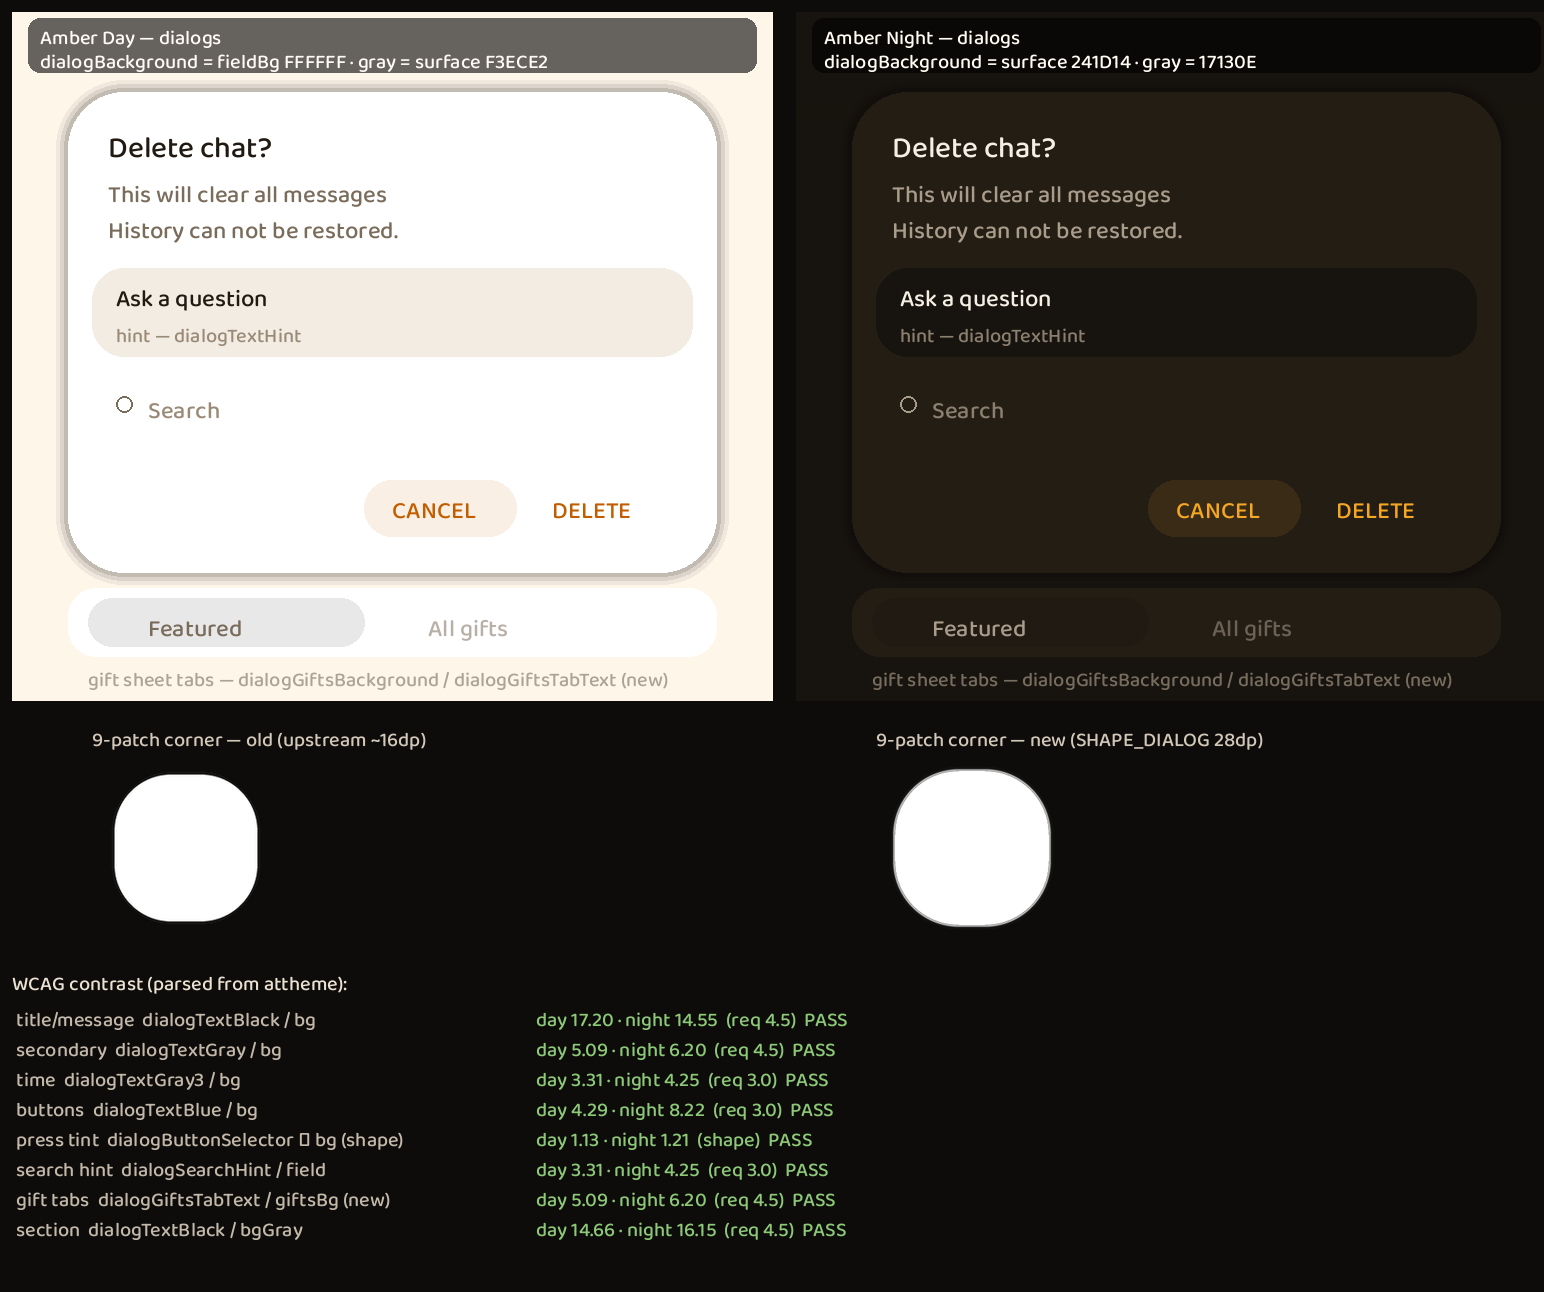 Amber Day — dialogs
dialogBackground = fieldBg FFFFFF · gray = surface F3ECE2
Delete chat?
This will clear all messages
History can not be restored.
Ask a question
hint — dialogTextHint
Search
CANCEL
DELETE
Featured
All gifts
gift sheet tabs — dialogGiftsBackground / dialogGiftsTabText (new)
Amber Night — dialogs
dialogBackground = surface 241D14 · gray = 17130E
Delete chat?
This will clear all messages
History can not be restored.
Ask a question
hint — dialogTextHint
Search
CANCEL
DELETE
Featured
All gifts
gift sheet tabs — dialogGiftsBackground / dialogGiftsTabText (new)
9-patch corner — old (upstream ~16dp)
9-patch corner — new (SHAPE_DIALOG 28dp)
WCAG contrast (parsed from attheme):
title/message dialogTextBlack / bg day 17.20 · night 14.55 (req 4.5) PASS
secondary dialogTextGray / bg day 5.09 · night 6.20 (req 4.5) PASS
time dialogTextGray3 / bg day 3.31 · night 4.25 (req 3.0) PASS
buttons dialogTextBlue / bg day 4.29 · night 8.22 (req 3.0) PASS
press tint dialogButtonSelector ▯ bg (shape) day 1.13 · night 1.21 (shape) PASS
search hint dialogSearchHint / field day 3.31 · night 4.25 (req 3.0) PASS
gift tabs dialogGiftsTabText / giftsBg (new) day 5.09 · night 6.20 (req 4.5) PASS
section dialogTextBlack / bgGray day 14.66 · night 16.15 (req 4.5) PASS